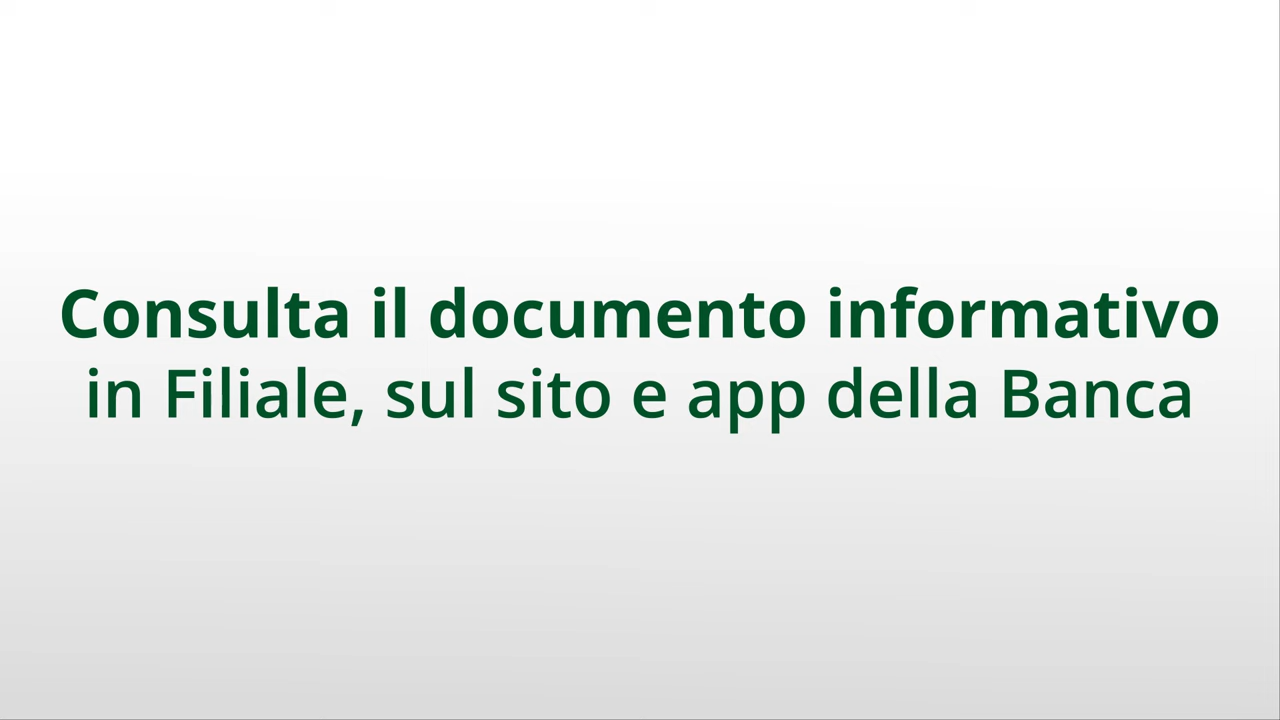 Consulta il documento informativo
in Filiale, sul sito e app della Banca